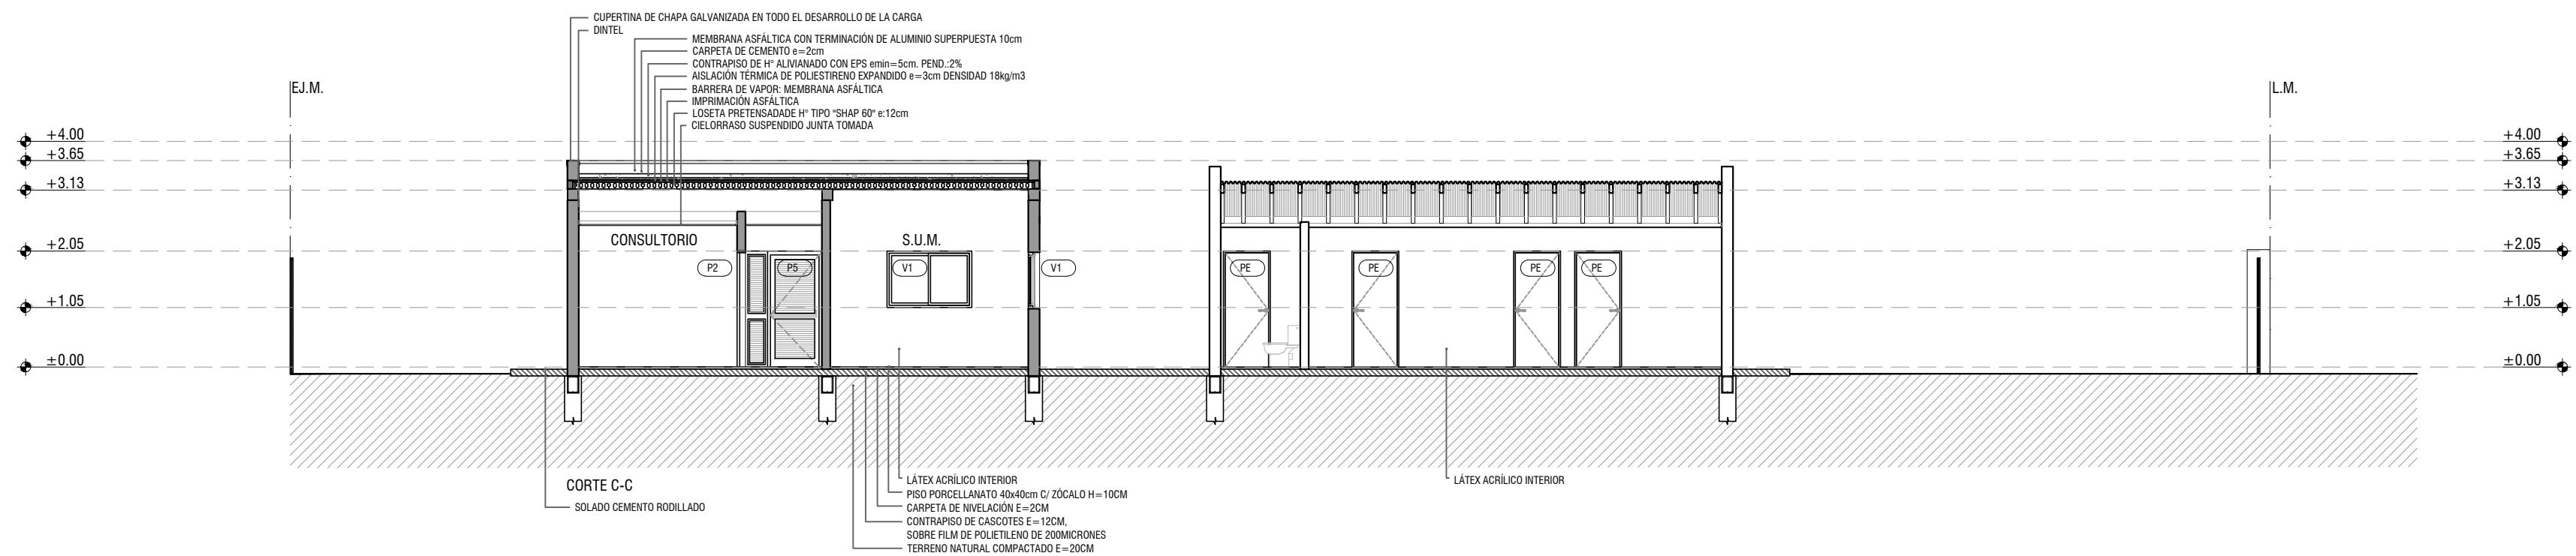 CUPERTINA DE CHAPA GALVANIZADA EN TODO EL DESARROLLO DE LA CARGA
DINTEL
MEMBRANA ASFÁLTICA CON TERMINACIÓN DE ALUMINIO SUPERPUESTA 10cm
CARPETA DE CEMENTO e=2cm
CONTRAPISO DE H° ALIVIANADO CON EPS emin=5cm. PEND.:2%
AISLACIÓN TÉRMICA DE POLIESTIRENO EXPANDIDO e=3cm DENSIDAD 18kg/m3
BARRERA DE VAPOR: MEMBRANA ASFÁLTICA
IMPRIMACIÓN ASFÁLTICA
LOSETA PRETENSADADE H° TIPO "SHAP 60" e:12cm
CIELORRASO SUSPENDIDO JUNTA TOMADA
EJ.M.
L.M.
+4.00
+4.00
+3.65
+3.65
+3.13
+3.13
+2.05
+2.05
+1.05
+1.05
±0.00
±0.00
CONSULTORIO
S.U.M.
P2
P5
V1
V1
PE
PE
PE
PE
CORTE C-C
SOLADO CEMENTO RODILLADO
LÁTEX ACRÍLICO INTERIOR
PISO PORCELLANATO 40x40cm C/ ZÓCALO H=10CM
CARPETA DE NIVELACIÓN E=2CM
CONTRAPISO DE CASCOTES E=12CM,
SOBRE FILM DE POLIETILENO DE 200MICRONES
TERRENO NATURAL COMPACTADO E=20CM
LÁTEX ACRÍLICO INTERIOR